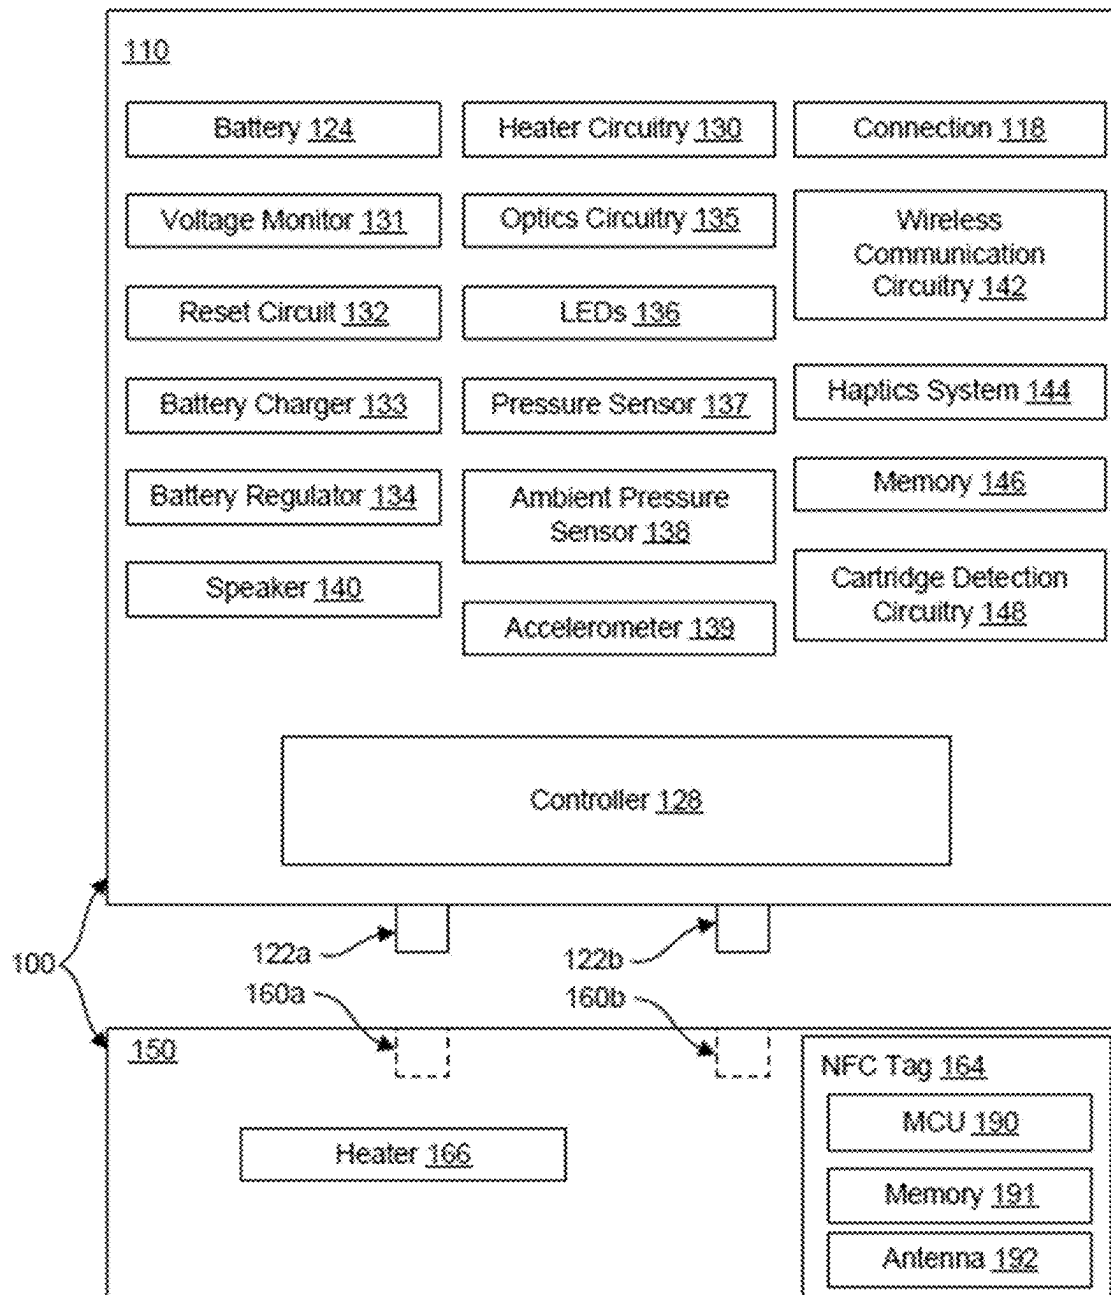 110
Battery 124
Heater Circuitry 130
Connection 118
Voltage Monitor 131
Optics Circuitry 135
Wireless
Communication
Circuitry 142
Reset Circuit 132
LEDs 136
Battery Charger 133
Pressure Sensor 137
Haptics System 144
Battery Regulator 134
Ambient Pressure
Sensor 138
Memory 146
Speaker 140
Accelerometer 139
Cartridge Detection
Circuitry 148
Controller 128
100
122a
122b
160a
160b
150
NFC Tag 164
MCU 190
Heater 166
Memory 191
Antenna 192